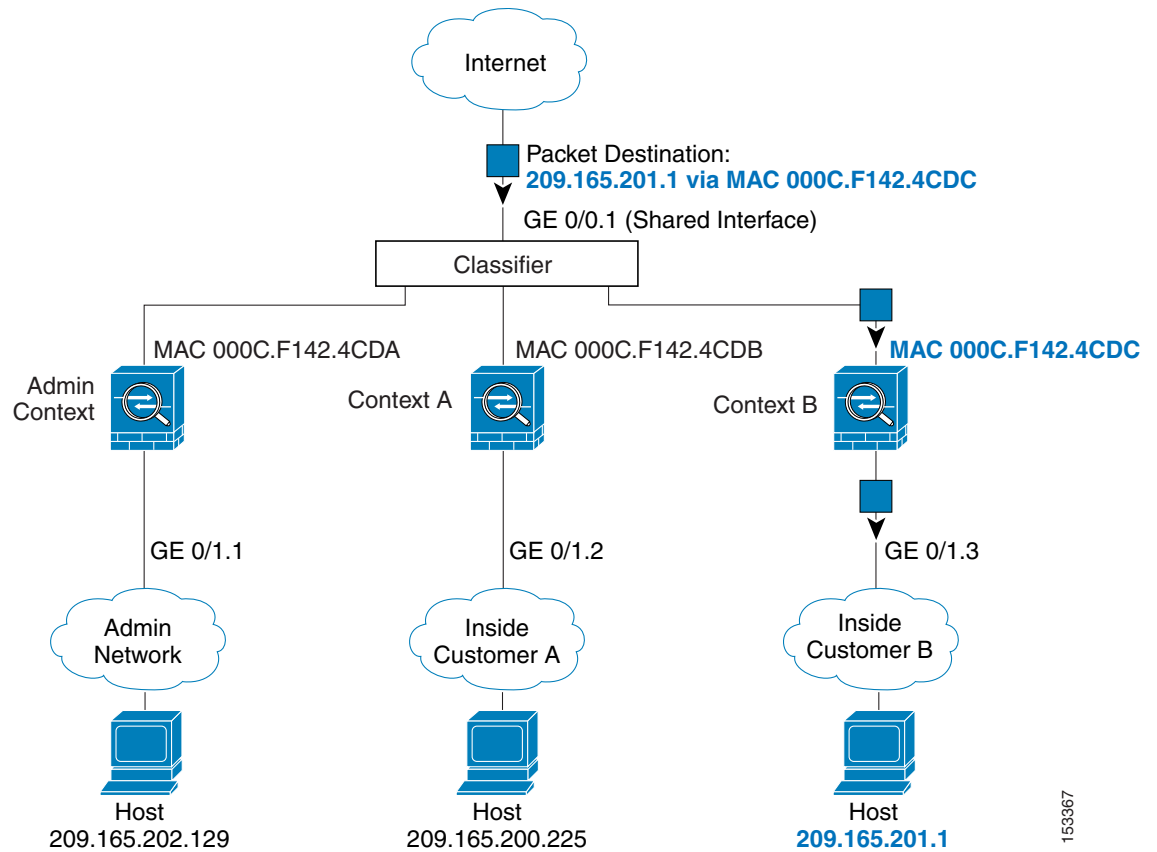 Internet
Packet Destination:
209.165.201.1 via MAC 000C.F142.4CDC
GE 0/0.1 (Shared Interface)
Classifier
MAC 000C.F142.4CDA
MAC 000C.F142.4CDB
MAC 000C.F142.4CDC
Admin
Context
Context A
Context B
GE 0/1.1
GE 0/1.2
GE 0/1.3
Admin
Network
Inside
Customer A
Inside
Customer B
Host
209.165.202.129
Host
209.165.200.225
Host
209.165.201.1
153367